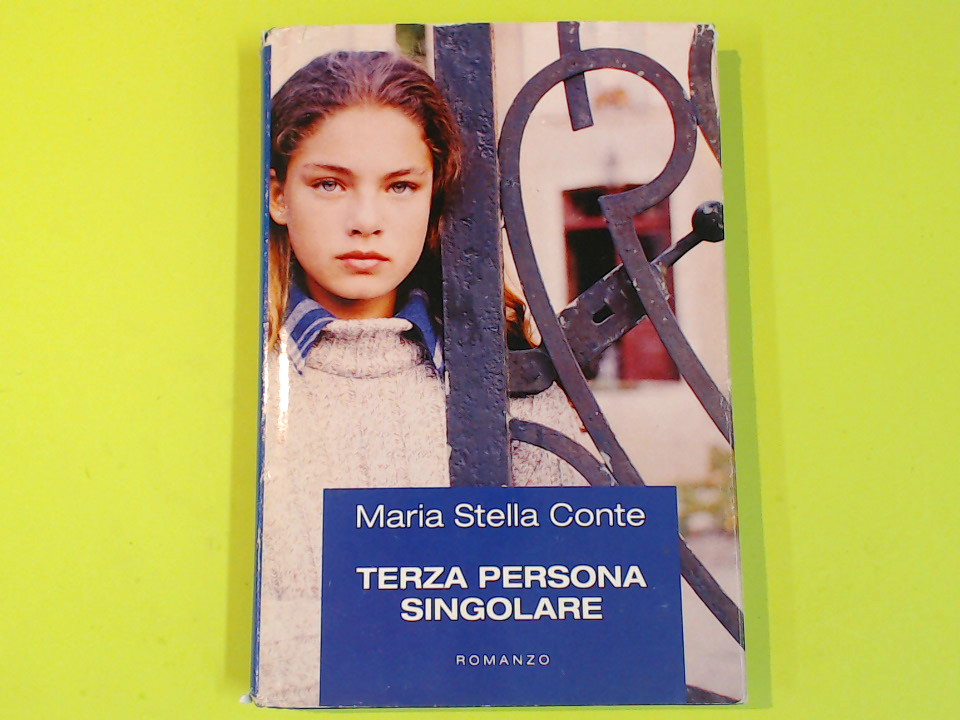 Maria Stella Conte
TERZA PERSONA
SINGOLARE
ROMANZO